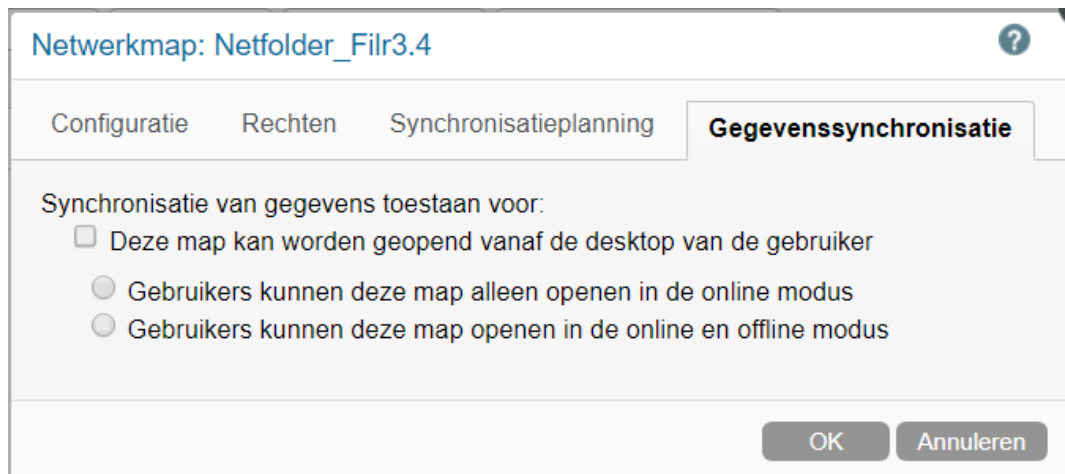 Netwerkmap: Netfolder_Filr3.4
?
Configuratie Rechten Synchronisatieplanning Gegevenssynchronisatie
Synchronisatie van gegevens toestaan voor:
Deze map kan worden geopend vanaf de desktop van de gebruiker
Gebruikers kunnen deze map alleen openen in de online modus
Gebruikers kunnen deze map openen in de online en offline modus
OK Annuleren